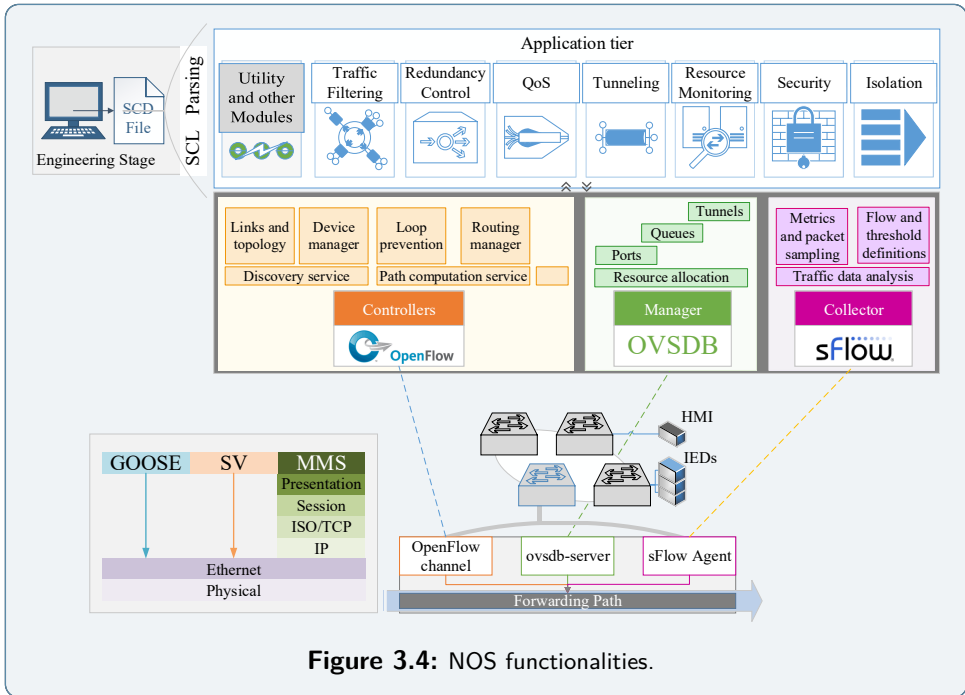 Application tier
SCL Parsing
SCD
File
Engineering Stage
Utility
and other
Modules
Traffic
Filtering
Redundancy
Control
QoS
Tunneling
Resource
Monitoring
Security
Isolation
Links and
topology
Device
manager
Loop
prevention
Routing
manager
Discovery service
Path computation service
Controllers
OpenFlow
Tunnels
Queues
Ports
Resource allocation
Manager
OVSDB
Metrics
and packet
sampling
Flow and
threshold
definitions
Traffic data analysis
Collector
sFlow
HMI
IEDs
GOOSE
SV
MMS
Presentation
Session
ISO/TCP
IP
Ethernet
Physical
OpenFlow
channel
ovsdb-server
sFlow Agent
Forwarding Path
Figure 3.4: NOS functionalities.